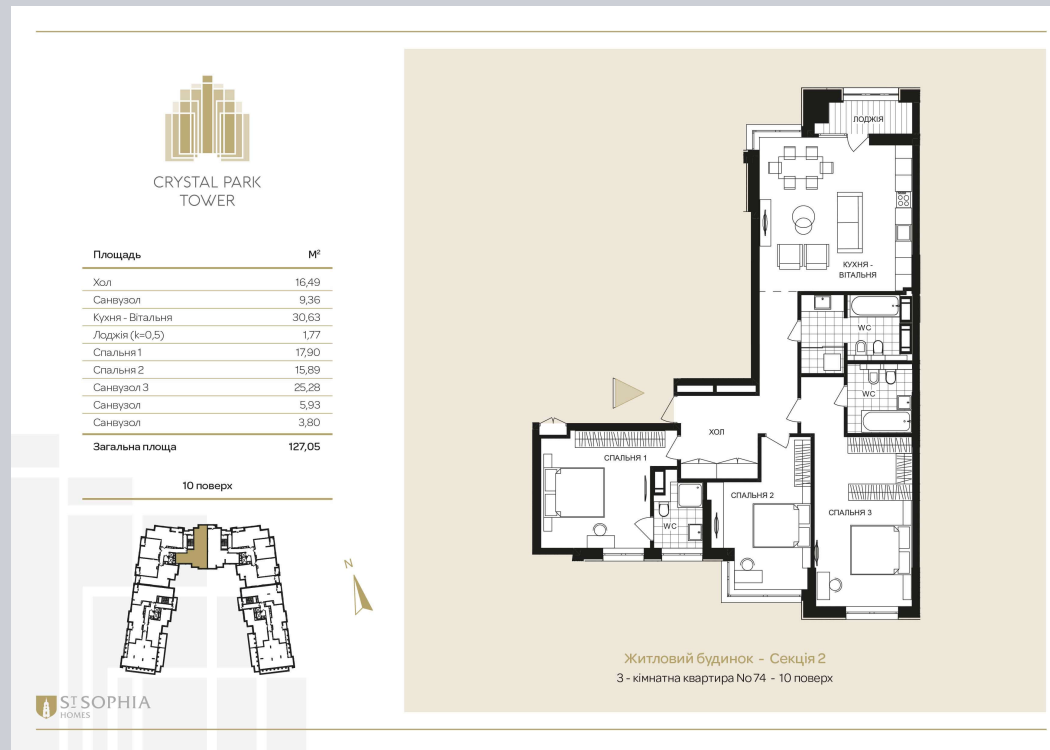 CRYSTAL PARK
TOWER
Площадь М²
Хол 16,49
Санвузол 9,36
Кухня - Вітальня 30,63
Лоджія (k=0,5) 1,77
Спальня 1 17,90
Спальня 2 15,89
Санвузол 3 25,28
Санвузол 5,93
Санвузол 3,80
Загальна площа 127,05
10 поверх
N
ST SOPHIA
HOMES
ЛОДЖІЯ
КУХНЯ -
ВІТАЛЬНЯ
WC
WC
ХОЛ
СПАЛЬНЯ 1
СПАЛЬНЯ 2
СПАЛЬНЯ 3
WC
Житловий будинок - Секція 2
3 - кімнатна квартира No 74 - 10 поверх